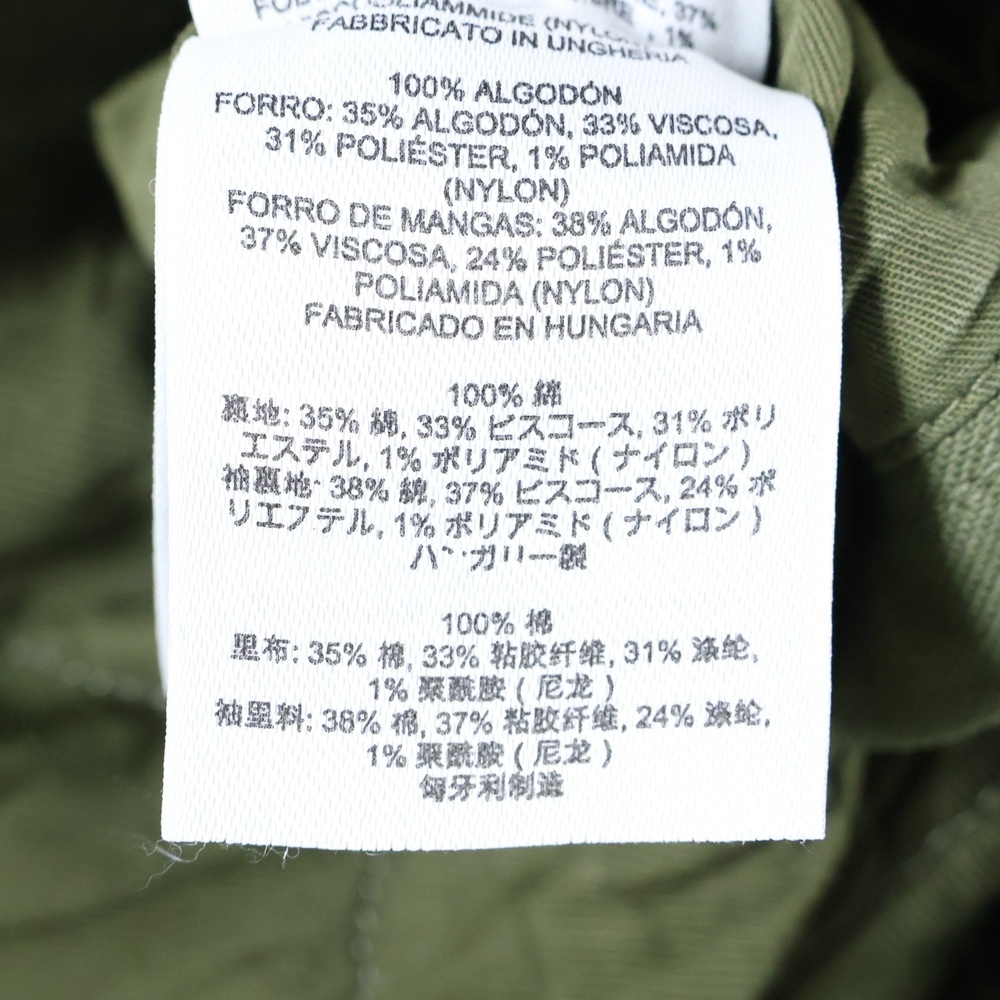 37%
POLIAMMIDE (NYLON), 1%
FABBRICATO IN UNGHERIA
100% ALGODÓN
FORRO: 35% ALGODÓN, 33% VISCOSA,
31% POLIÉSTER, 1% POLIAMIDA
(NYLON)
FORRO DE MANGAS: 38% ALGODÓN,
37% VISCOSA, 24% POLIÉSTER, 1%
POLIAMIDA (NYLON)
FABRICADO EN HUNGARIA
100% 綿
裏地: 35% 綿, 33% ビスコース, 31% ポリ
エステル, 1% ポリアミド ( ナイロン )
袖裏地: 38% 綿, 37% ビスコース, 24% ポ
リエステル, 1% ポリアミド ( ナイロン )
ハンガリー製
100% 棉
里布: 35% 棉, 33% 粘胶纤维, 31% 涤纶,
1% 聚酰胺 ( 尼龙 )
袖里料: 38% 棉, 37% 粘胶纤维, 24% 涤纶,
1% 聚酰胺 ( 尼龙 )
匈牙利制造